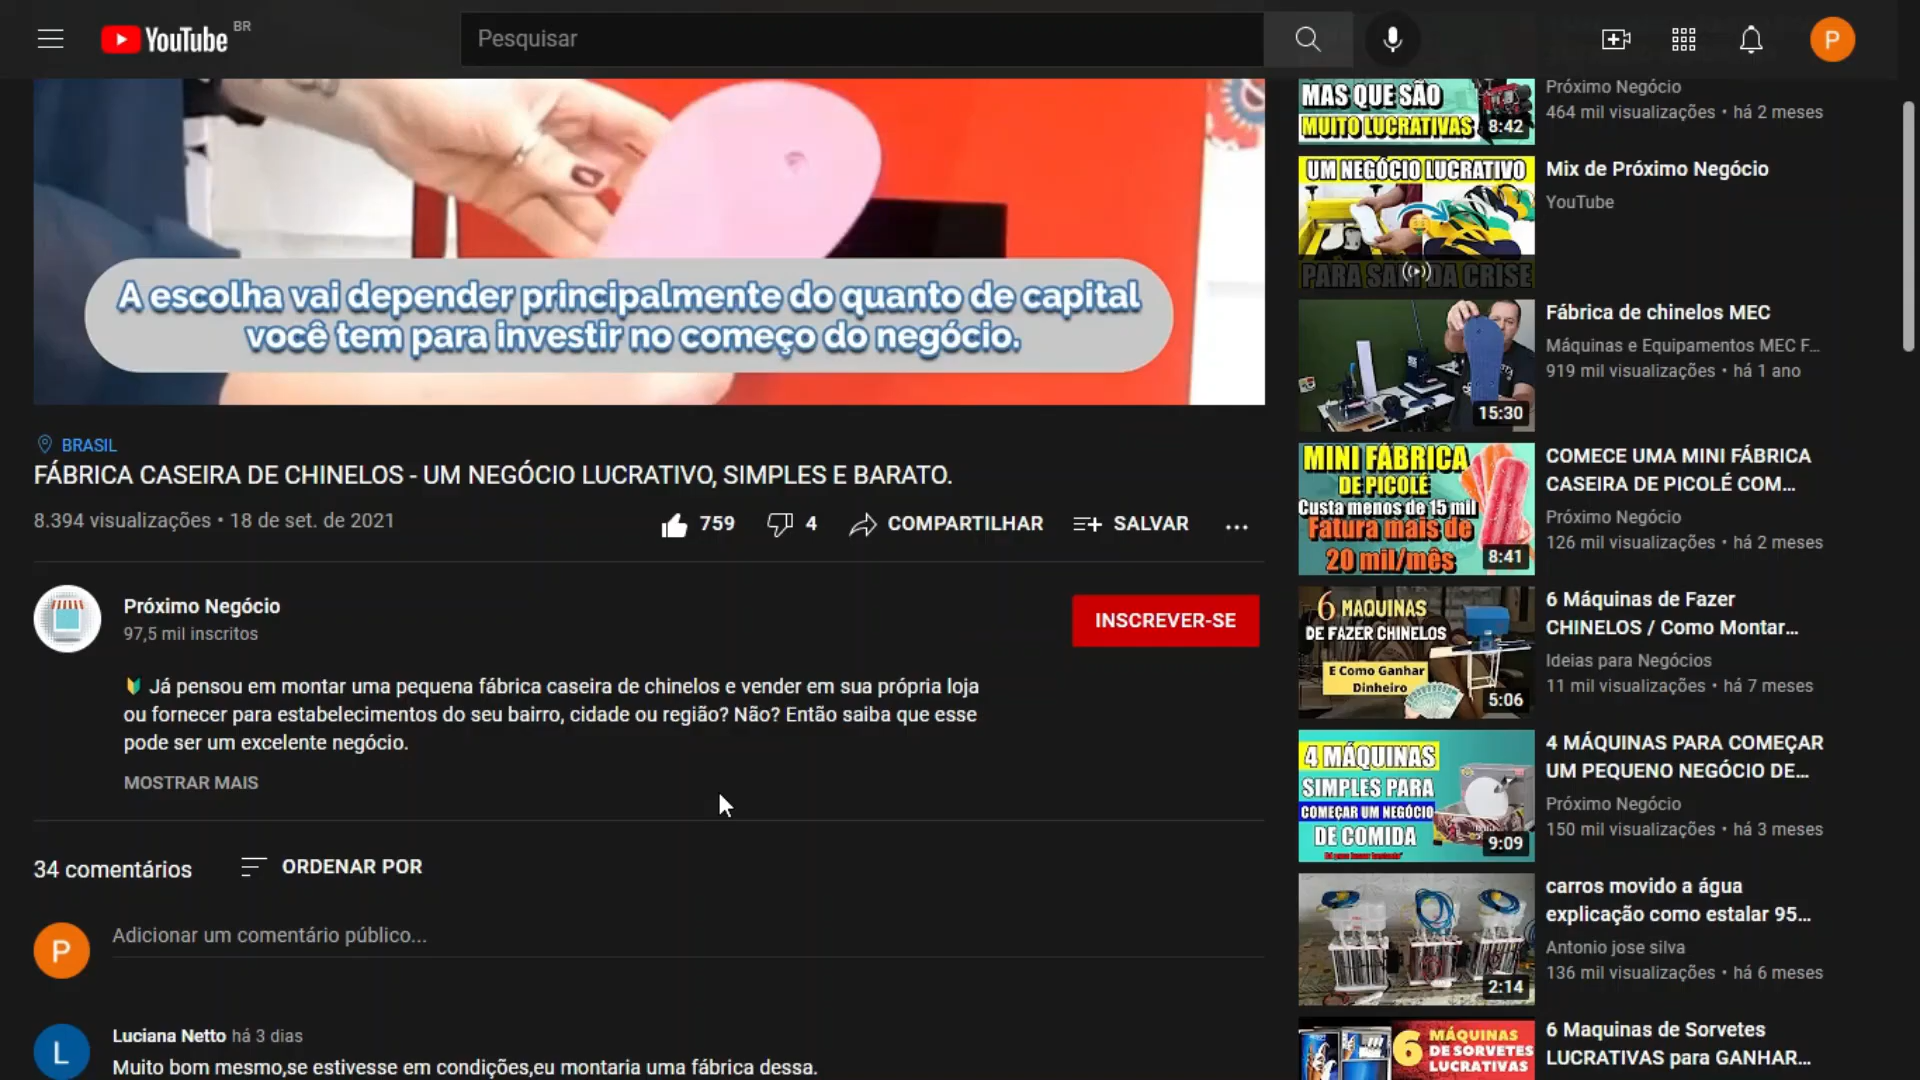 YouTube BR
Pesquisar
P
A escolha vai depender principalmente do quanto de capital
você tem para investir no começo do negócio.
BRASIL
FÁBRICA CASEIRA DE CHINELOS - UM NEGÓCIO LUCRATIVO, SIMPLES E BARATO.
8.394 visualizações • 18 de set. de 2021
759
4
COMPARTILHAR
SALVAR
Próximo Negócio
97,5 mil inscritos
INSCREVER-SE
Já pensou em montar uma pequena fábrica caseira de chinelos e vender em sua própria loja
ou fornecer para estabelecimentos do seu bairro, cidade ou região? Não? Então saiba que esse
pode ser um excelente negócio.
MOSTRAR MAIS
34 comentários
ORDENAR POR
P
Adicionar um comentário público...
L
Luciana Netto há 3 dias
Muito bom mesmo,se estivesse em condições,eu montaria uma fábrica dessa.
MAS QUE SÃO
MUITO LUCRATIVAS
8:42
Próximo Negócio
464 mil visualizações • há 2 meses
UM NEGÓCIO LUCRATIVO
PARA SAIR DA CRISE
Mix de Próximo Negócio
YouTube
15:30
Fábrica de chinelos MEC
Máquinas e Equipamentos MEC F...
919 mil visualizações • há 1 ano
MINI FÁBRICA
DE PICOLÉ
Custa menos de 15 mil
Fatura mais de
20 mil/mês
8:41
COMECE UMA MINI FÁBRICA
CASEIRA DE PICOLÉ COM...
Próximo Negócio
126 mil visualizações • há 2 meses
6 MAQUINAS
DE FAZER CHINELOS
E Como Ganhar
Dinheiro
5:06
6 Máquinas de Fazer
CHINELOS / Como Montar...
Ideias para Negócios
11 mil visualizações • há 7 meses
4 MÁQUINAS
SIMPLES PARA
COMEÇAR UM NEGÓCIO
DE COMIDA
9:09
4 MÁQUINAS PARA COMEÇAR
UM PEQUENO NEGÓCIO DE...
Próximo Negócio
150 mil visualizações • há 3 meses
2:14
carros movido a água
explicação como estalar 95...
Antonio jose silva
136 mil visualizações • há 6 meses
6 MÁQUINAS
DE SORVETES
LUCRATIVAS
6 Maquinas de Sorvetes
LUCRATIVAS para GANHAR...